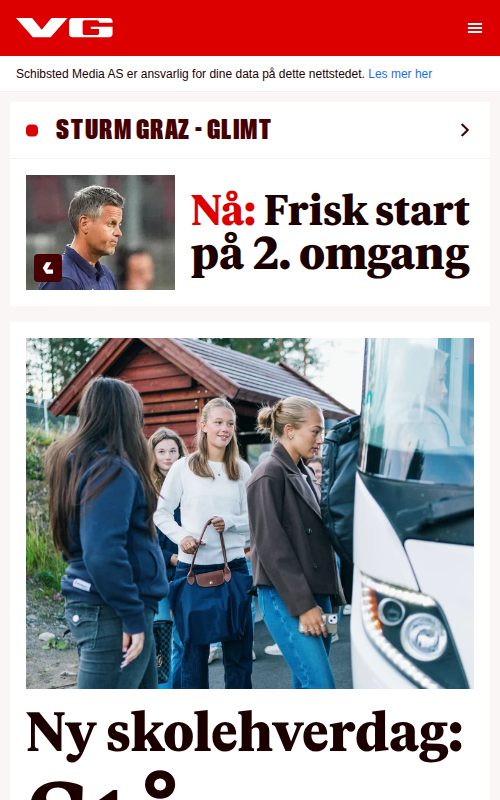 VG
Schibsted Media AS er ansvarlig for dine data på dette nettstedet. Les mer her
STURM GRAZ - GLIMT
Nå: Frisk start
på 2. omgang
Ny skolehverdag: